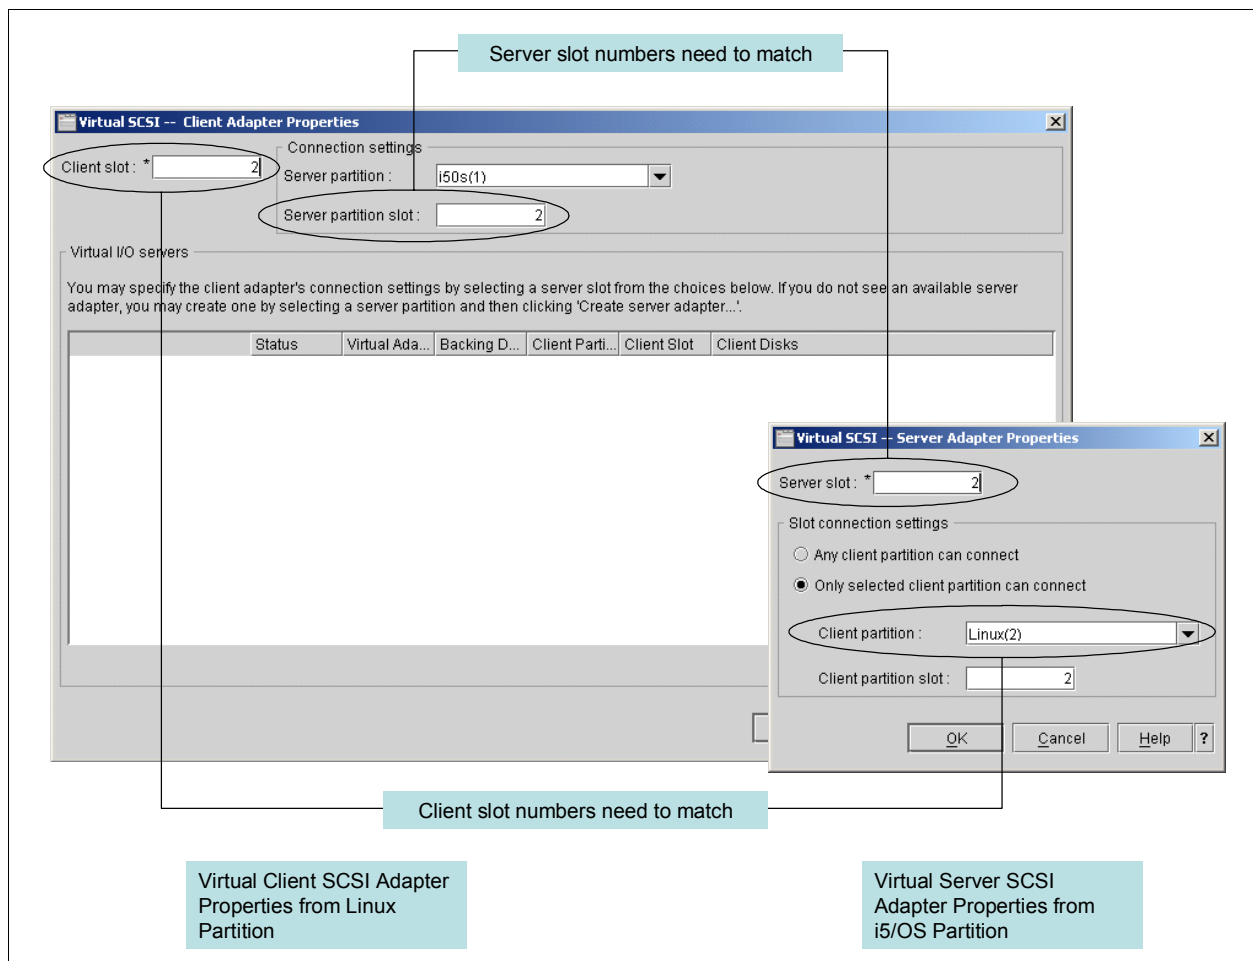 Server slot numbers need to match
Virtual SCSI -- Client Adapter Properties
Client slot : * 2
Connection settings
Server partition : i50s(1)
Server partition slot : 2
Virtual I/O servers
You may specify the client adapter's connection settings by selecting a server slot from the choices below. If you do not see an available server
adapter, you may create one by selecting a server partition and then clicking 'Create server adapter...'.
Status Virtual Ada... Backing D... Client Parti... Client Slot Client Disks
Virtual SCSI -- Server Adapter Properties
Server slot : * 2
Slot connection settings
Any client partition can connect
Only selected client partition can connect
Client partition : Linux(2)
Client partition slot : 2
OK Cancel Help ?
Client slot numbers need to match
Virtual Client SCSI Adapter
Properties from Linux
Partition
Virtual Server SCSI
Adapter Properties from
i5/OS Partition